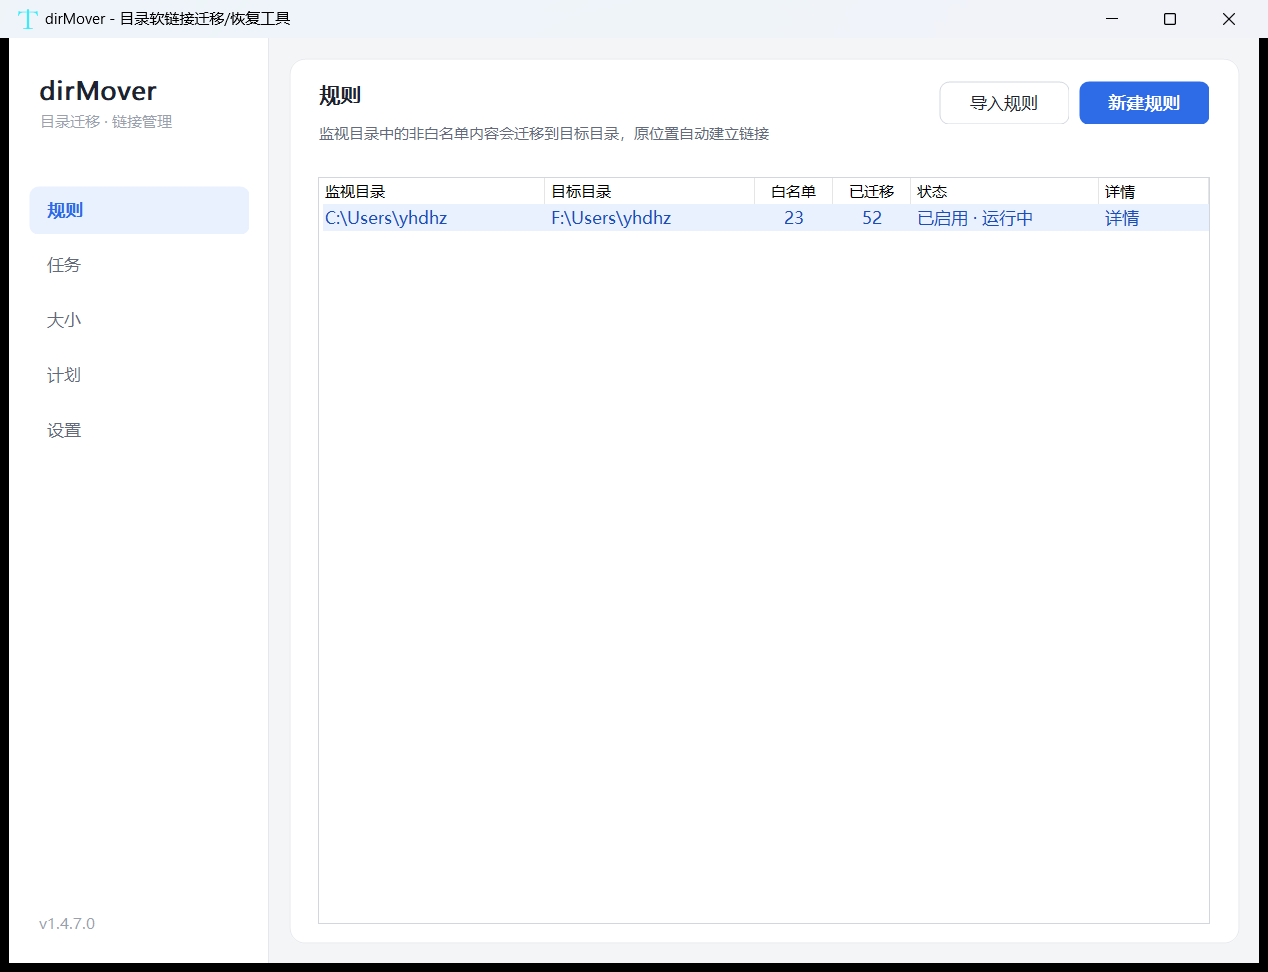 dirMover - 目录软链接迁移/恢复工具
dirMover
目录迁移 · 链接管理
规则
任务
大小
计划
设置
v1.4.7.0
规则
导入规则 新建规则
监视目录中的非白名单内容会迁移到目标目录，原位置自动建立链接
监视目录 目标目录 白名单 已迁移 状态 详情
C:\Users\yhdhz F:\Users\yhdhz 23 52 已启用 · 运行中 详情